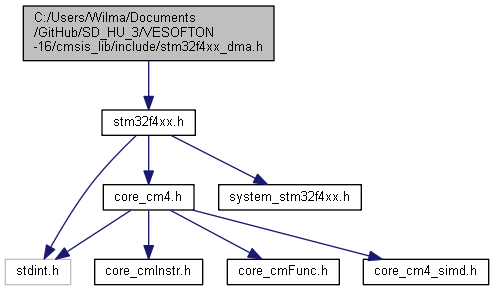 C:/Users/Wilma/Documents
/GitHub/SD_HU_3/VESOFTON
-16/cmsis_lib/include/stm32f4xx_dma.h
stm32f4xx.h
core_cm4.h
system_stm32f4xx.h
stdint.h
core_cmInstr.h
core_cmFunc.h
core_cm4_simd.h